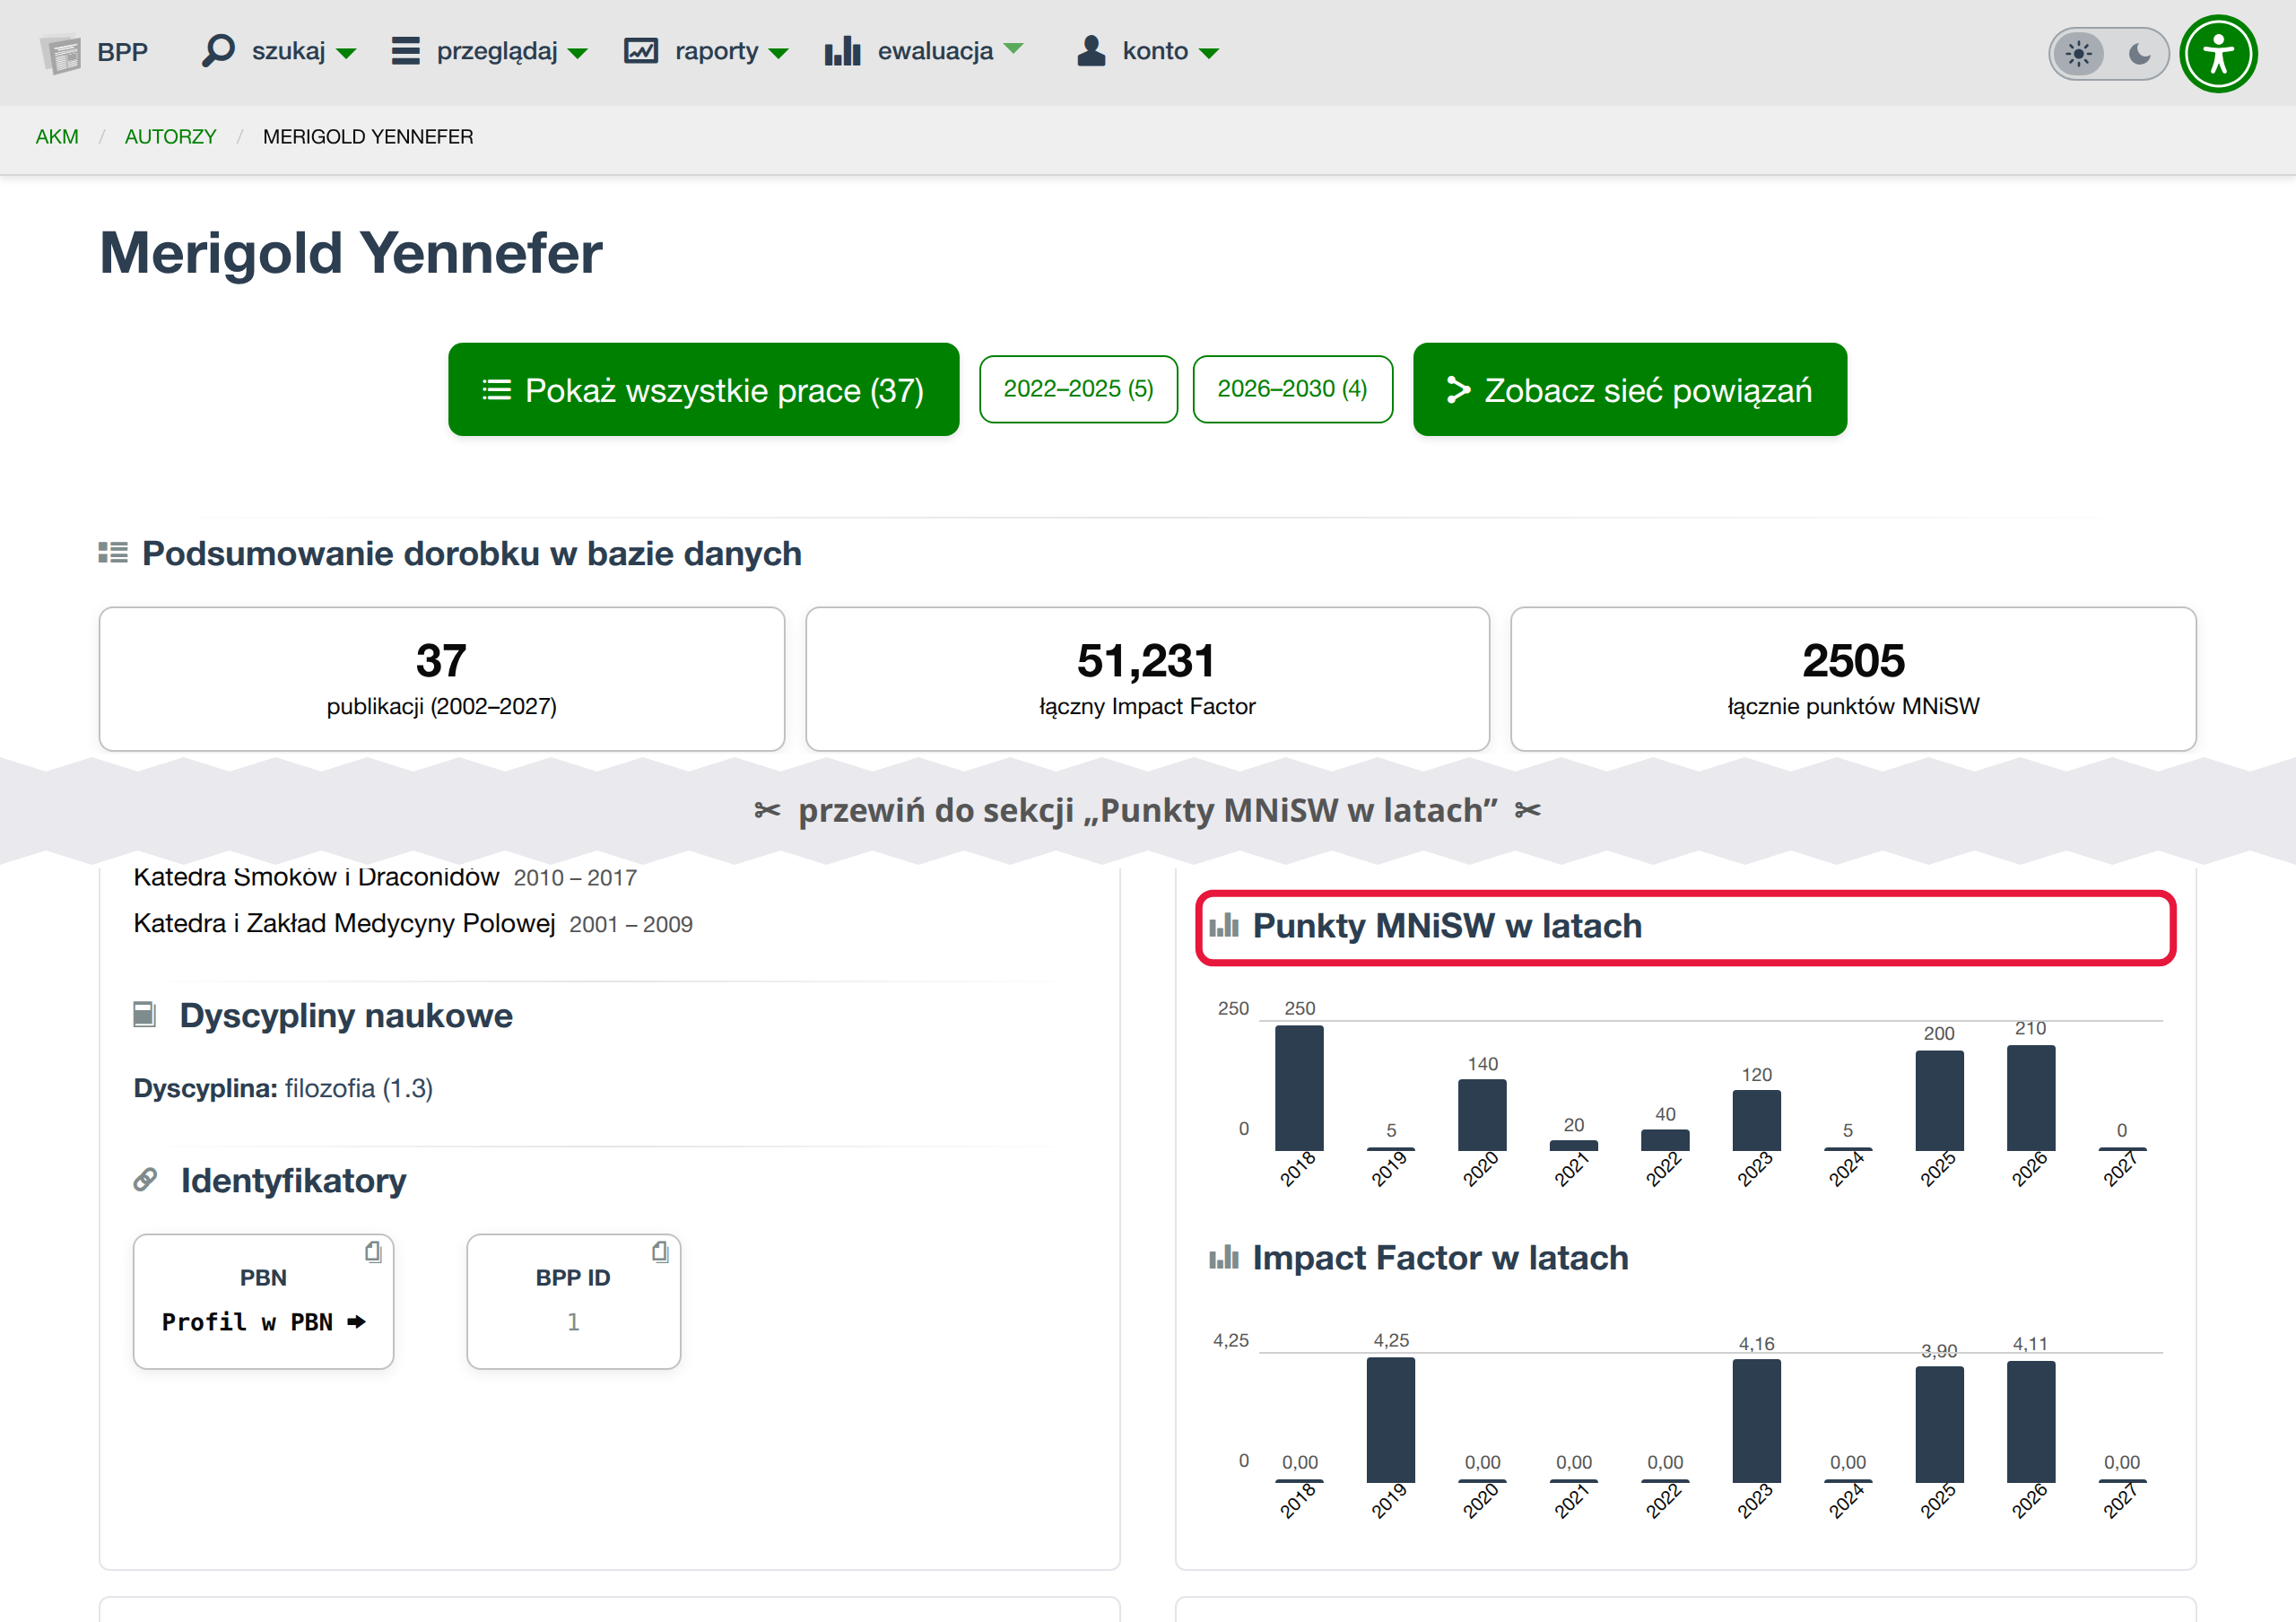 BPP szukaj przeglądaj raporty ewaluacja konto
AKM / AUTORZY / MERIGOLD YENNEFER
Merigold Yennefer
Pokaż wszystkie prace (37) 2022–2025 (5) 2026–2030 (4) Zobacz sieć powiązań
Podsumowanie dorobku w bazie danych
37
publikacji (2002–2027)
51,231
łączny Impact Factor
2505
łącznie punktów MNiSW
✂ przewiń do sekcji „Punkty MNiSW w latach” ✂
Katedra Smoków i Draconidów 2010 – 2017
Katedra i Zakład Medycyny Polowej 2001 – 2009
Dyscypliny naukowe
Dyscyplina: filozofia (1.3)
Identyfikatory
PBN
Profil w PBN
BPP ID
1
Punkty MNiSW w latach
250
0
250 5 140 20 40 120 5 200 210 0
2018 2019 2020 2021 2022 2023 2024 2025 2026 2027
Impact Factor w latach
4,25
0
0,00 4,25 0,00 0,00 0,00 4,16 0,00 3,90 4,11 0,00
2018 2019 2020 2021 2022 2023 2024 2025 2026 2027